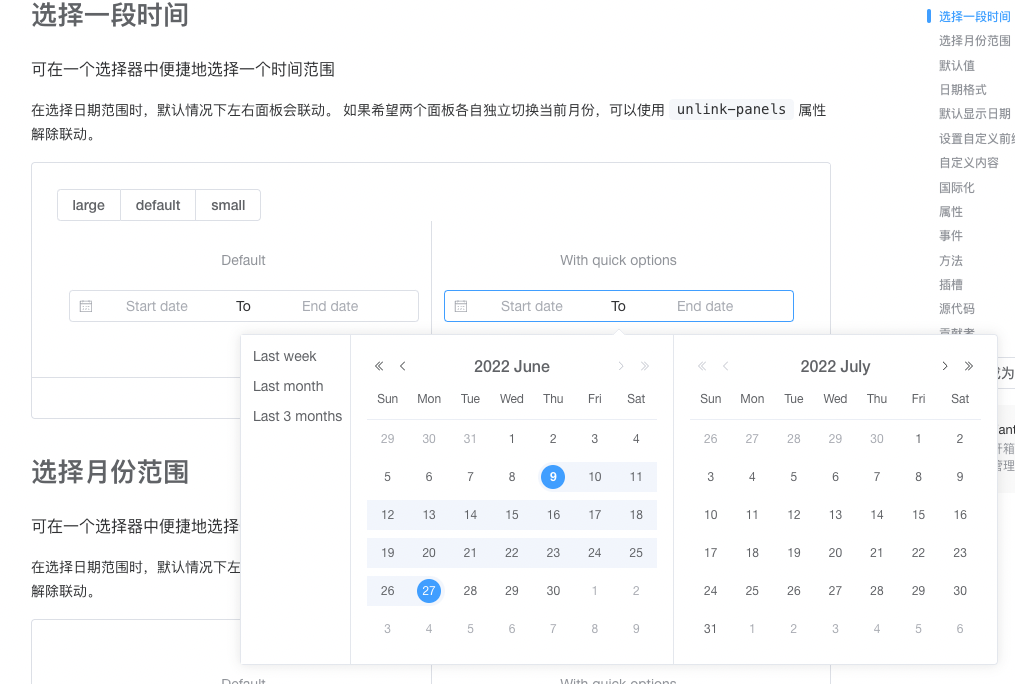 选择一段时间
可在一个选择器中便捷地选择一个时间范围
在选择日期范围时，默认情况下左右面板会联动。 如果希望两个面板各自独立切换当前月份，可以使用 unlink-panels 属性
解除联动。
large default small
Default
With quick options
Start date To End date
Start date To End date
Last week
Last month
Last 3 months
2022 June
Sun Mon Tue Wed Thu Fri Sat
29 30 31 1 2 3 4
5 6 7 8 9 10 11
12 13 14 15 16 17 18
19 20 21 22 23 24 25
26 27 28 29 30 1 2
3 4 5 6 7 8 9
2022 July
Sun Mon Tue Wed Thu Fri Sat
26 27 28 29 30 1 2
3 4 5 6 7 8 9
10 11 12 13 14 15 16
17 18 19 20 21 22 23
24 25 26 27 28 29 30
31 1 2 3 4 5 6
选择月份范围
可在一个选择器中便捷地选择
在选择日期范围时，默认情况下左
解除联动。
Default
With quick options
选择一段时间
选择月份范围
默认值
日期格式
默认显示日期
设置自定义前
自定义内容
国际化
属性
事件
方法
插槽
源代码
贡献者
成为
ant
箱
管理